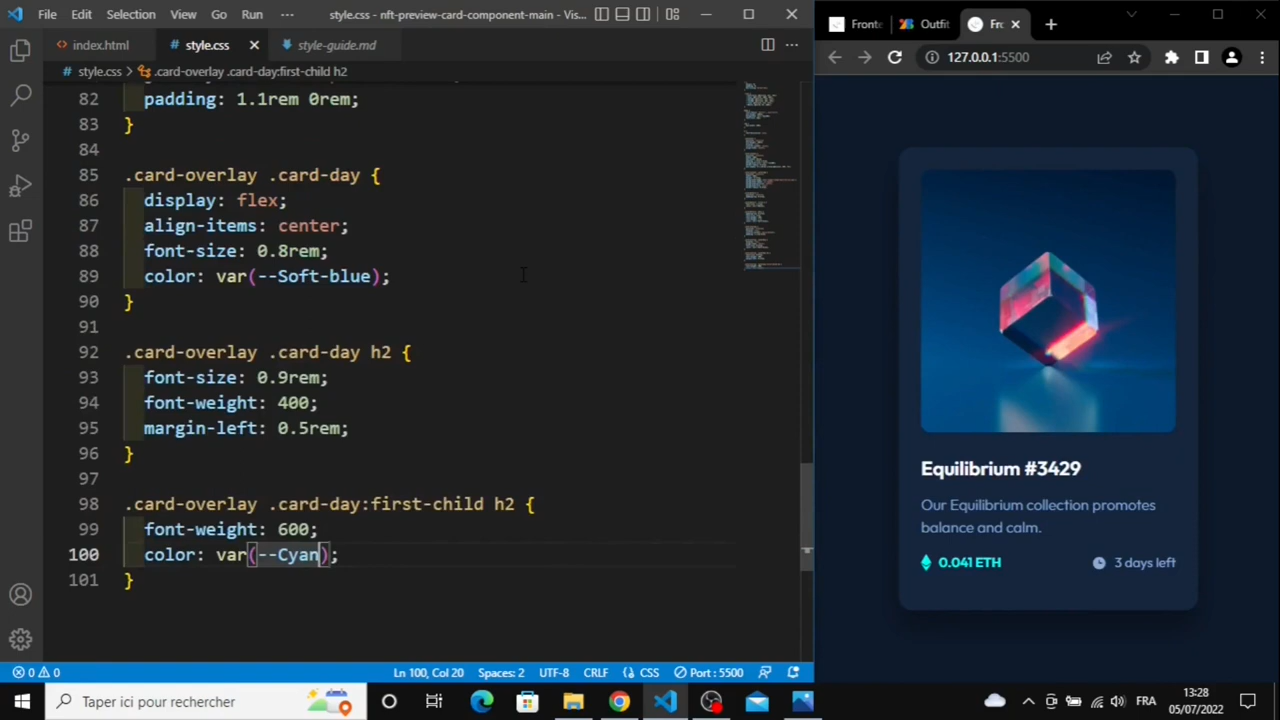 File Edit Selection View Go Run ··· style.css - nft-preview-card-component-main - Vis...
index.html style.css style-guide.md
style.css > .card-overlay .card-day:first-child h2
82 padding: 1.1rem 0rem;
83 }
84
85 .card-overlay .card-day {
86 display: flex;
87 align-items: center;
88 font-size: 0.8rem;
89 color: var(--Soft-blue);
90 }
91
92 .card-overlay .card-day h2 {
93 font-size: 0.9rem;
94 font-weight: 400;
95 margin-left: 0.5rem;
96 }
97
98 .card-overlay .card-day:first-child h2 {
99 font-weight: 600;
100 color: var(--Cyan);
101 }
0 0 Ln 100, Col 20 Spaces: 2 UTF-8 CRLF CSS Port : 5500
Fronte Outfit Fro
127.0.0.1:5500
Equilibrium #3429
Our Equilibrium collection promotes
balance and calm.
0.041 ETH 3 days left
Taper ici pour rechercher FRA 13:28
05/07/2022